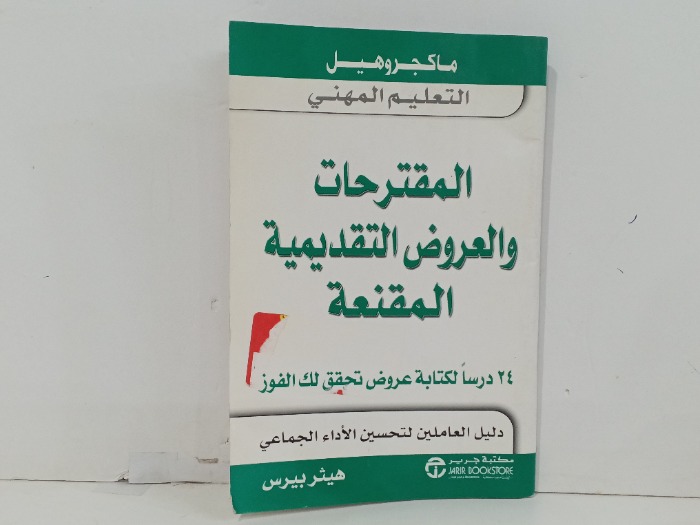 ماكجروهيل
التعليم المهني
المقترحات
والعروض التقديمية
المقنعة
٢٤ درساً لكتابة عروض تحقق لك الفوز
دليل العاملين لتحسين الأداء الجماعي
مكتبة جرير
JARIR BOOKSTORE
هيثر بيرس